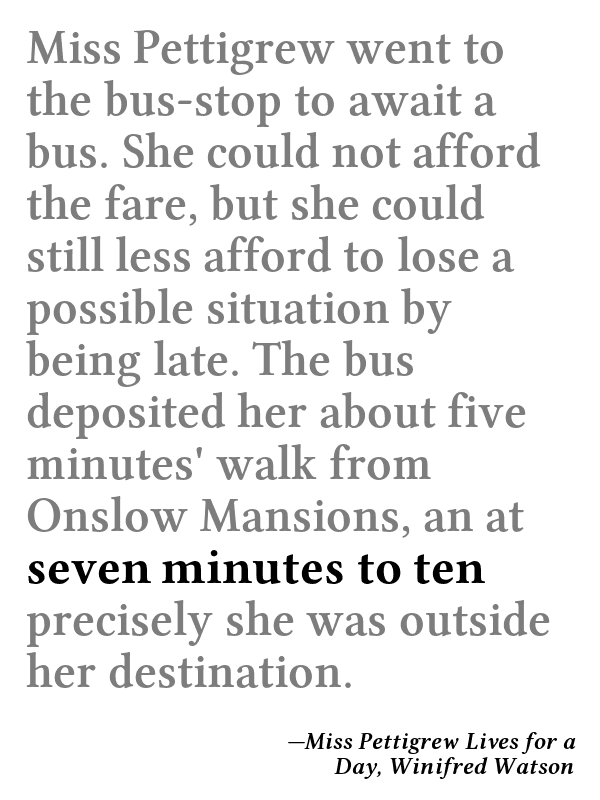 Miss Pettigrew went to
the bus-stop to await a
bus. She could not afford
the fare, but she could
still less afford to lose a
possible situation by
being late. The bus
deposited her about five
minutes' walk from
Onslow Mansions, an at
seven minutes to ten
precisely she was outside
her destination.
—Miss Pettigrew Lives for a
Day, Winifred Watson